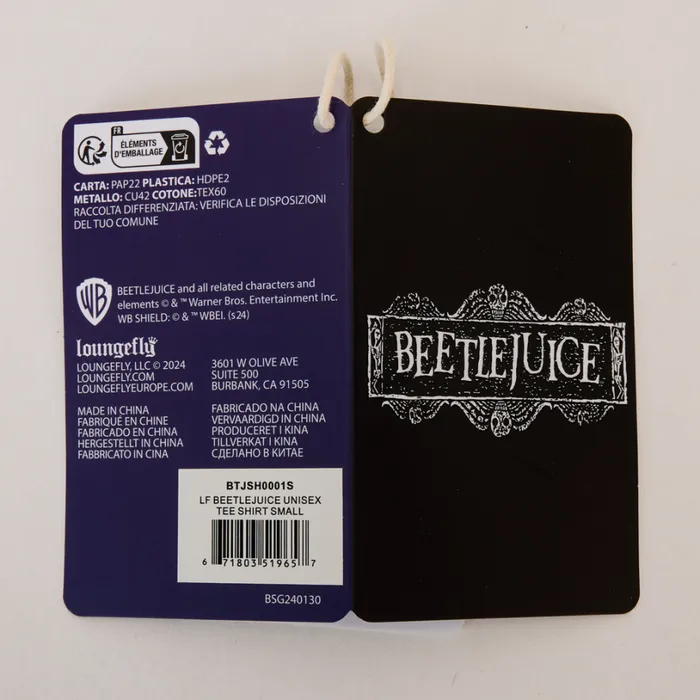 FR
ÉLÉMENTS
D'EMBALLAGE
CARTA: PAP22 PLASTICA: HDPE2
METALLO: CU42 COTONE:TEX60
RACCOLTA DIFFERENZIATA: VERIFICA LE DISPOSIZIONI
DEL TUO COMUNE
WB
BEETLEJUICE and all related characters and
elements © & ™ Warner Bros. Entertainment Inc.
WB SHIELD: © & ™ WBEI. (s24)
loungefly
LOUNGEFLY, LLC © 2024
LOUNGEFLY.COM
LOUNGEFLYEUROPE.COM
3601 W OLIVE AVE
SUITE 500
BURBANK, CA 91505
MADE IN CHINA
FABRIQUÉ EN CHINE
FABRICADO EN CHINA
HERGESTELLT IN CHINA
FABBRICATO IN CINA
FABRICADO NA CHINA
VERVAARDIGD IN CHINA
PRODUCERET I KINA
TILLVERKAT I KINA
СДЕЛАНО В КИТАЕ
BTJSH0001S
LF BEETLEJUICE UNISEX
TEE SHIRT SMALL
6 71803 51965 7
BSG240130
BEETLEJUICE